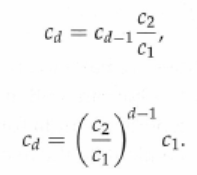 c_d = c_{d-1} \frac{c_2}{c_1},
c_d = \left( \frac{c_2}{c_1} \right)^{d-1} c_1.